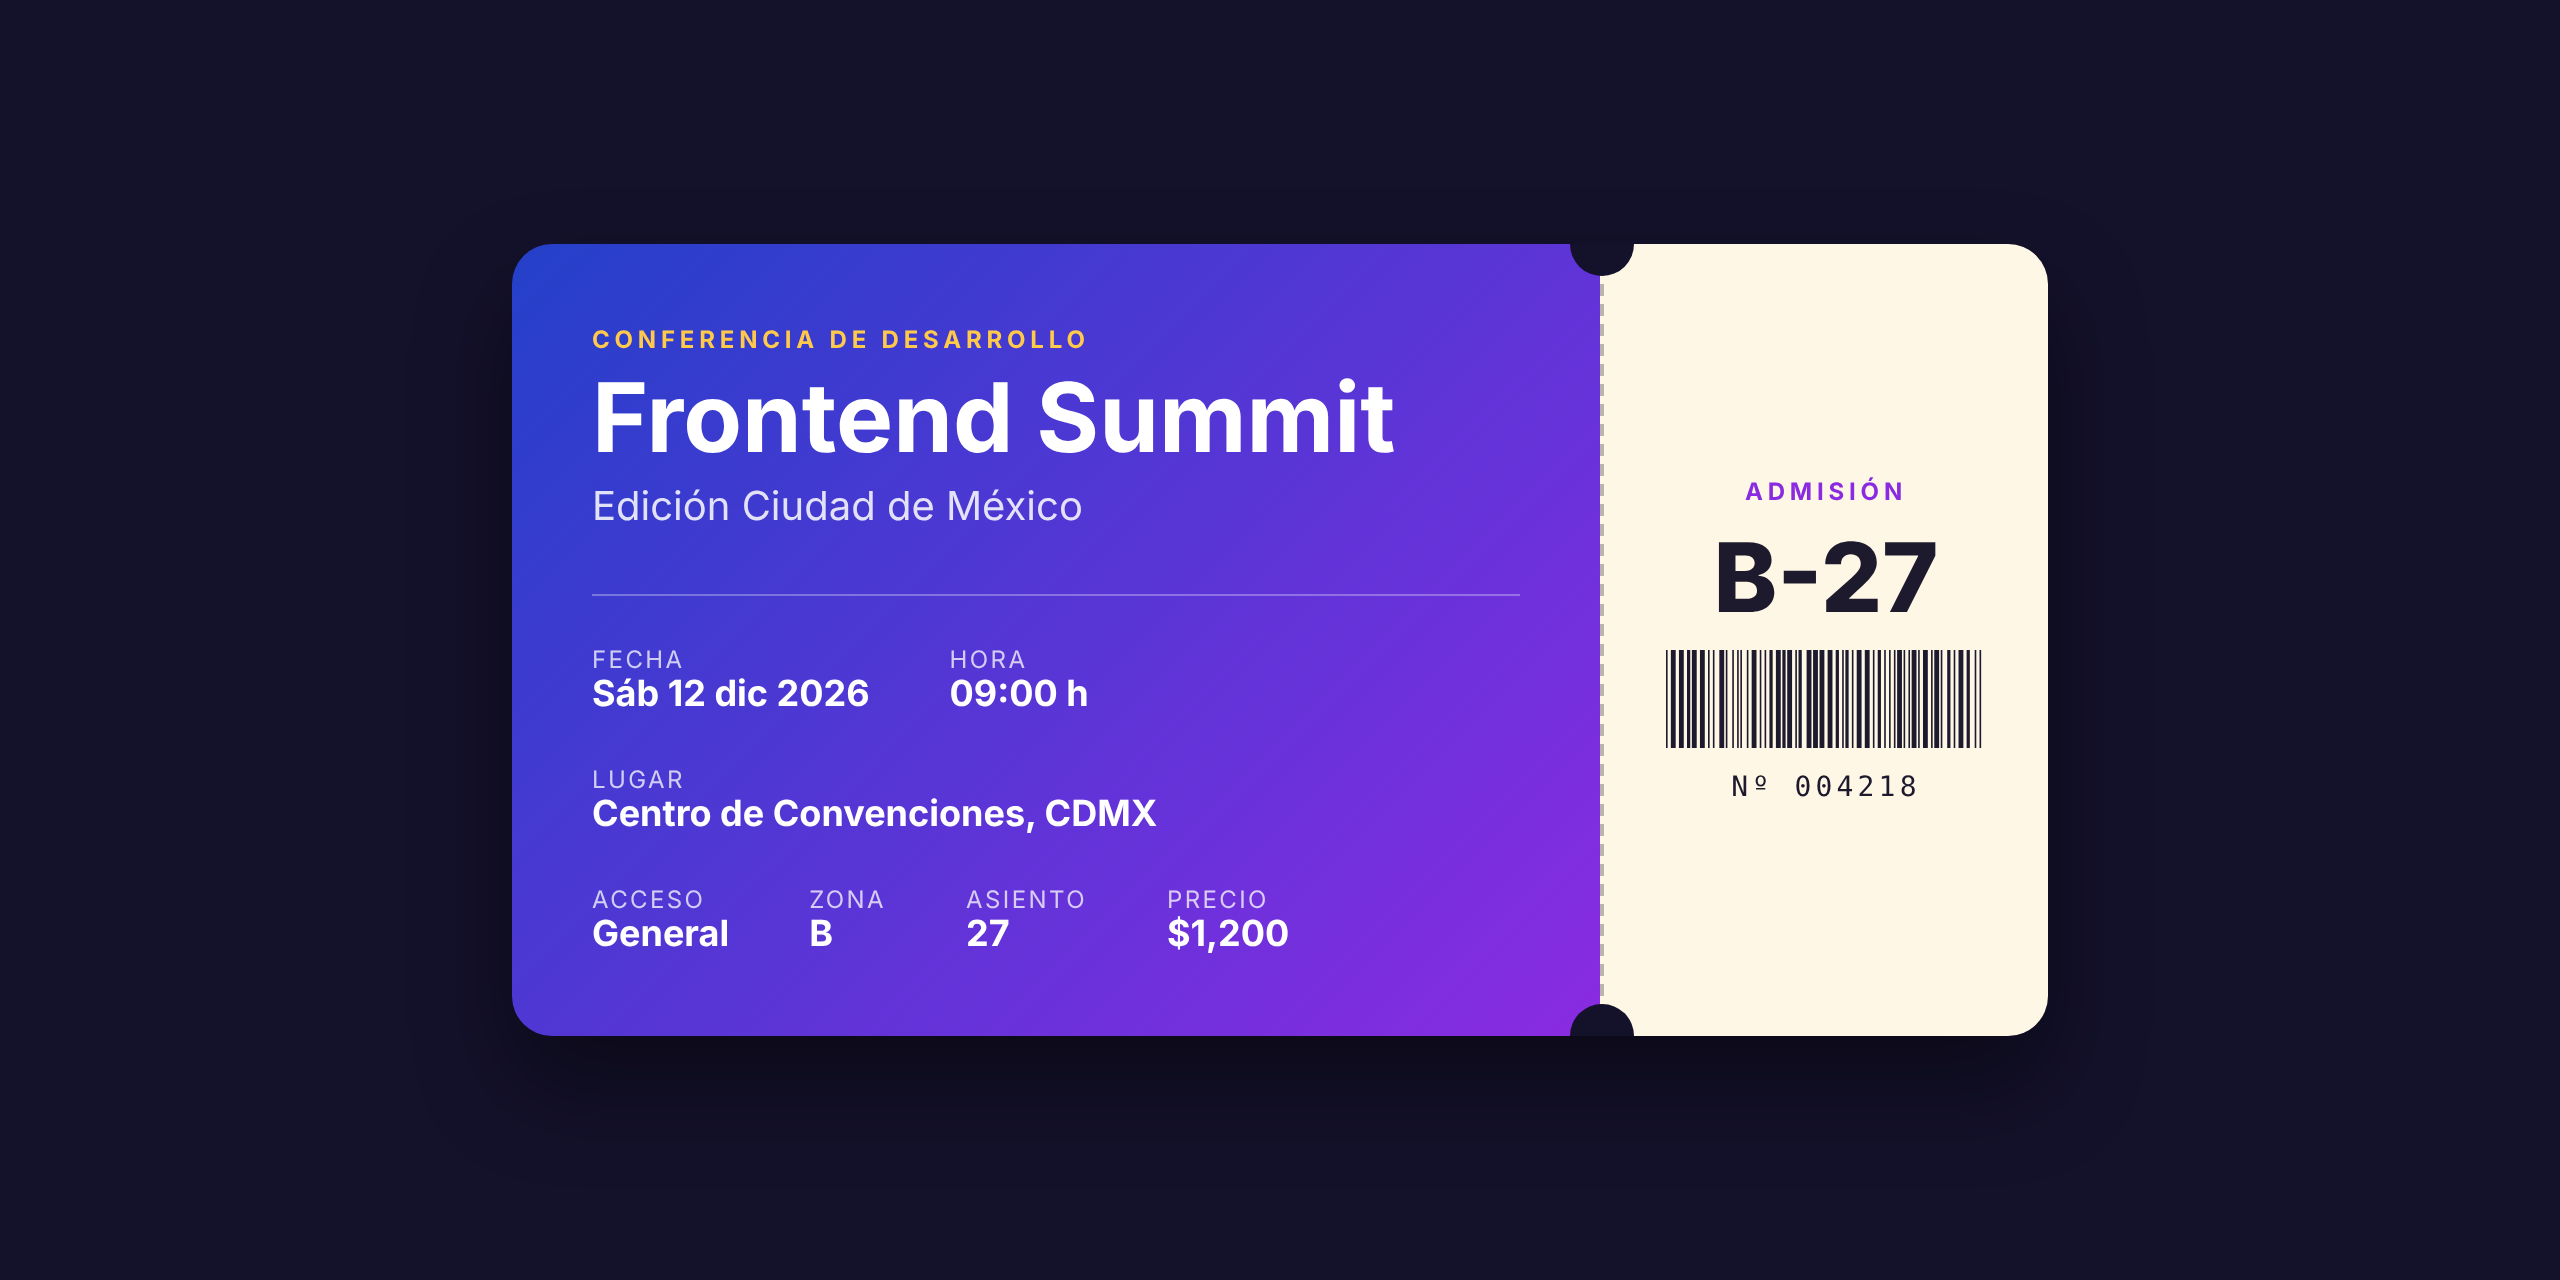 CONFERENCIA DE DESARROLLO
Frontend Summit
Edición Ciudad de México
FECHA HORA
Sáb 12 dic 2026 09:00 h
LUGAR
Centro de Convenciones, CDMX
ACCESO ZONA ASIENTO PRECIO
General B 27 $1,200
ADMISIÓN
B-27
Nº 004218